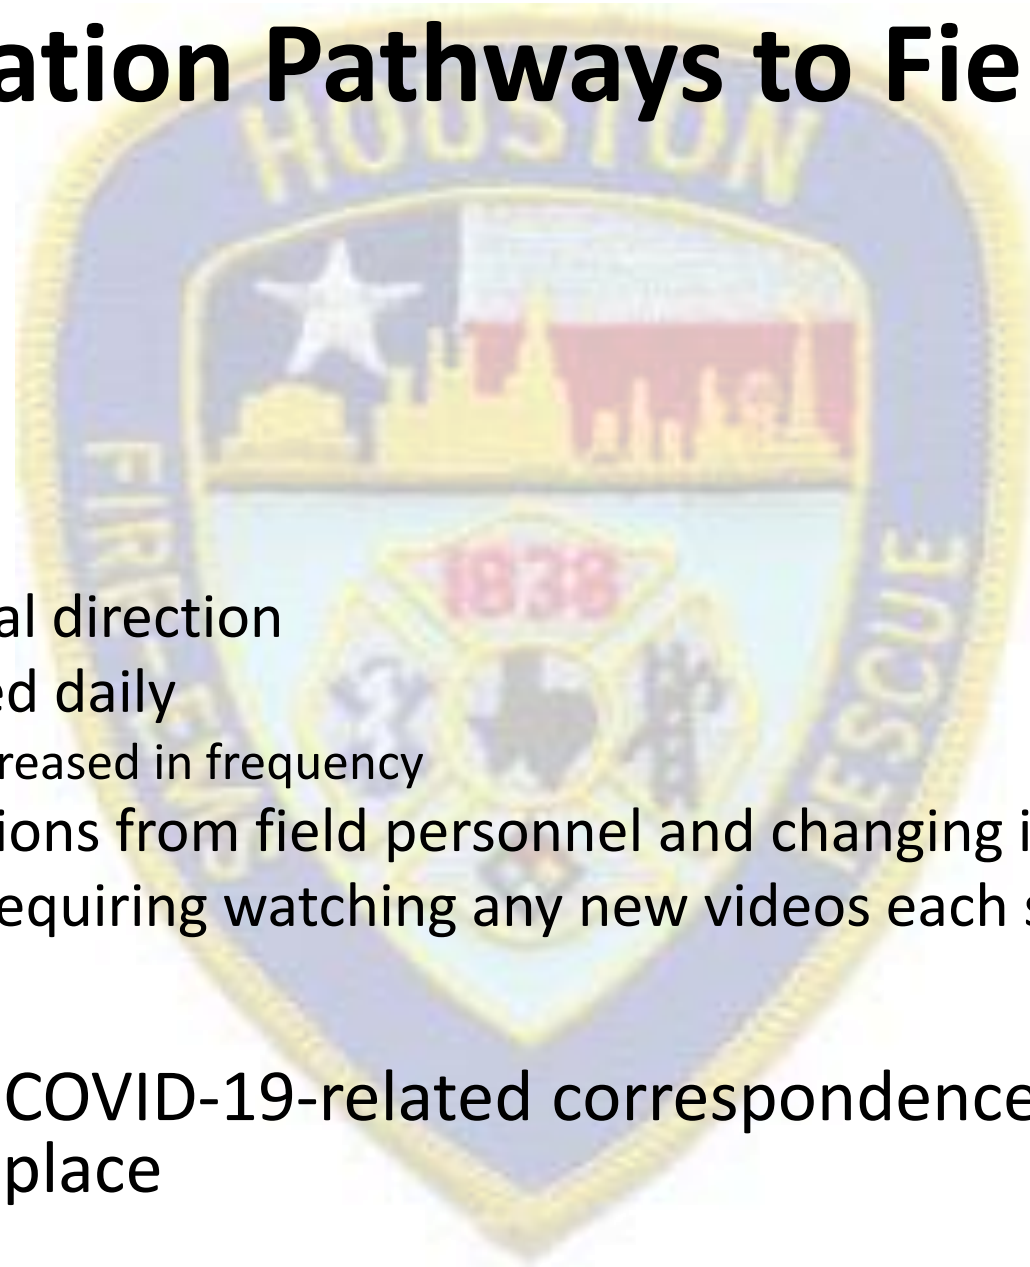 ation Pathways to Fie
HOUSTON
FIRE-EMS
RESCUE
1838
al direction
ed daily
reased in frequency
ions from field personnel and changing i
equiring watching any new videos each s
COVID-19-related correspondence
place